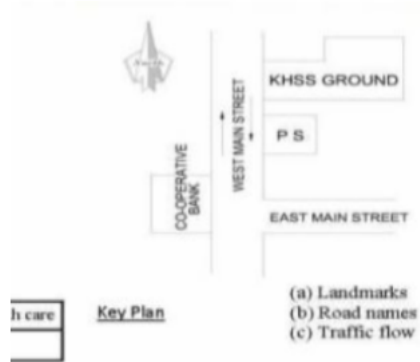 North
KHSS GROUND
WEST MAIN STREET
P S
CO-OPERATIVE
BANK
EAST MAIN STREET
h care
Key Plan
(a) Landmarks
(b) Road names
(c) Traffic flow